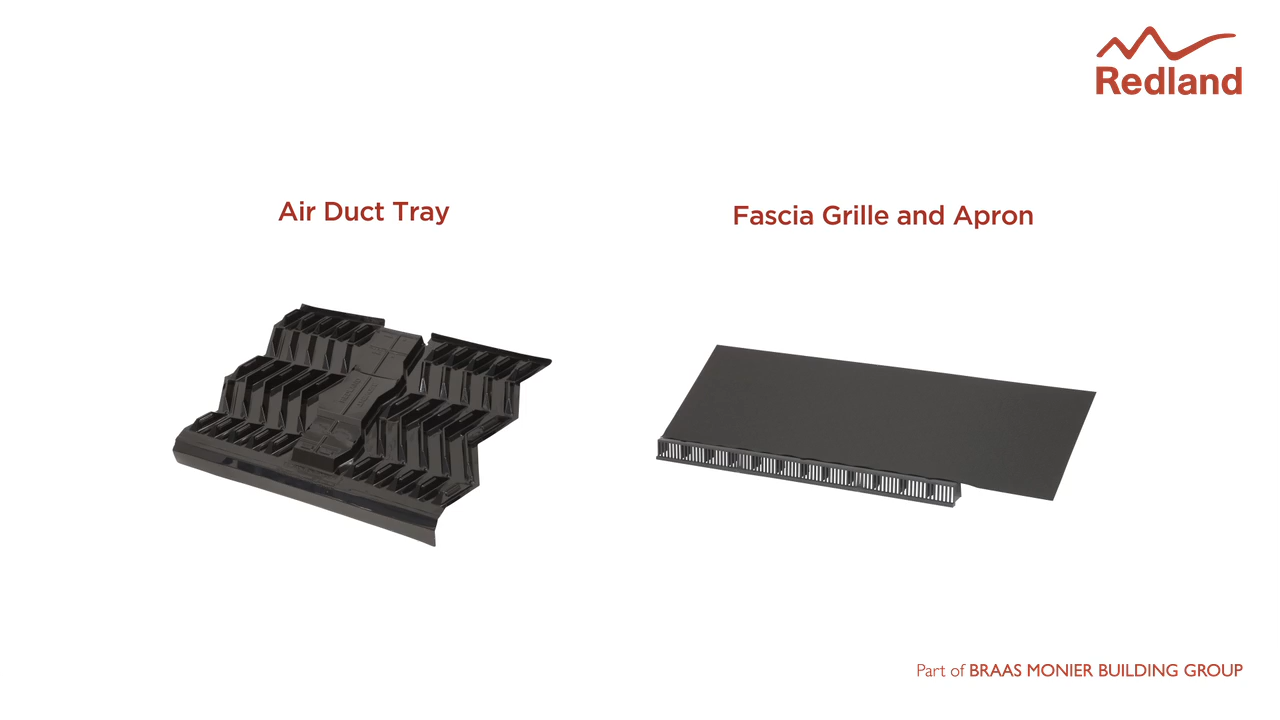 Redland
Air Duct Tray
Fascia Grille and Apron
Part of BRAAS MONIER BUILDING GROUP